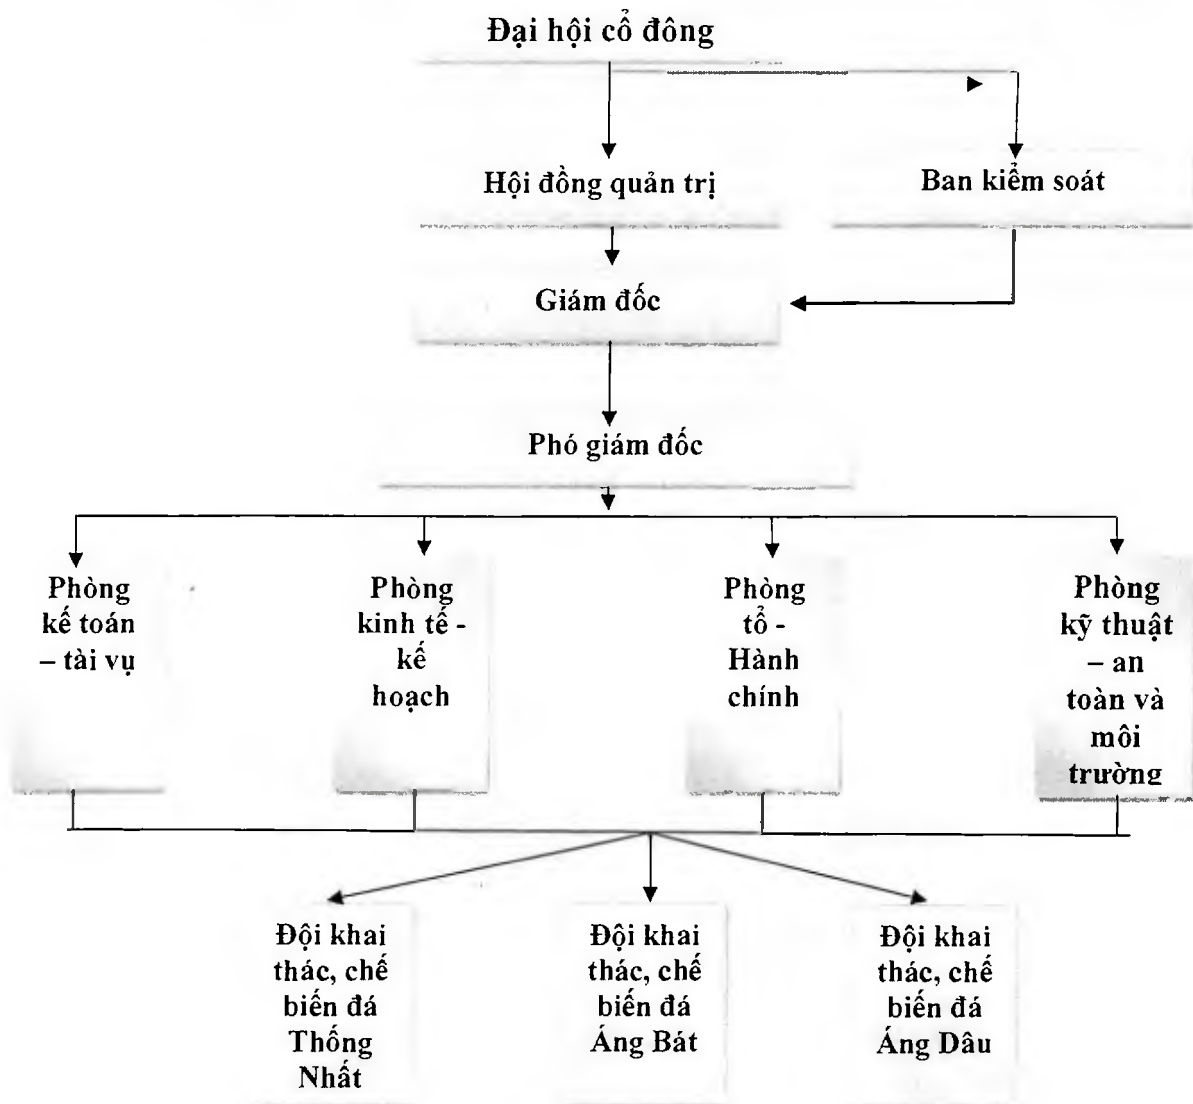 Đại hội cổ đông
Hội đồng quản trị
Ban kiểm soát
Giám đốc
Phó giám đốc
Phòng
kế toán
– tài vụ
Phòng
kinh tế -
kế
hoạch
Phòng
tổ -
Hành
chính
Phòng
kỹ thuật
– an
toàn và
môi
trường
Đội khai
thác, chế
biến đá
Thống
Nhất
Đội khai
thác, chế
biến đá
Áng Bát
Đội khai
thác, chế
biến đá
Áng Dâu